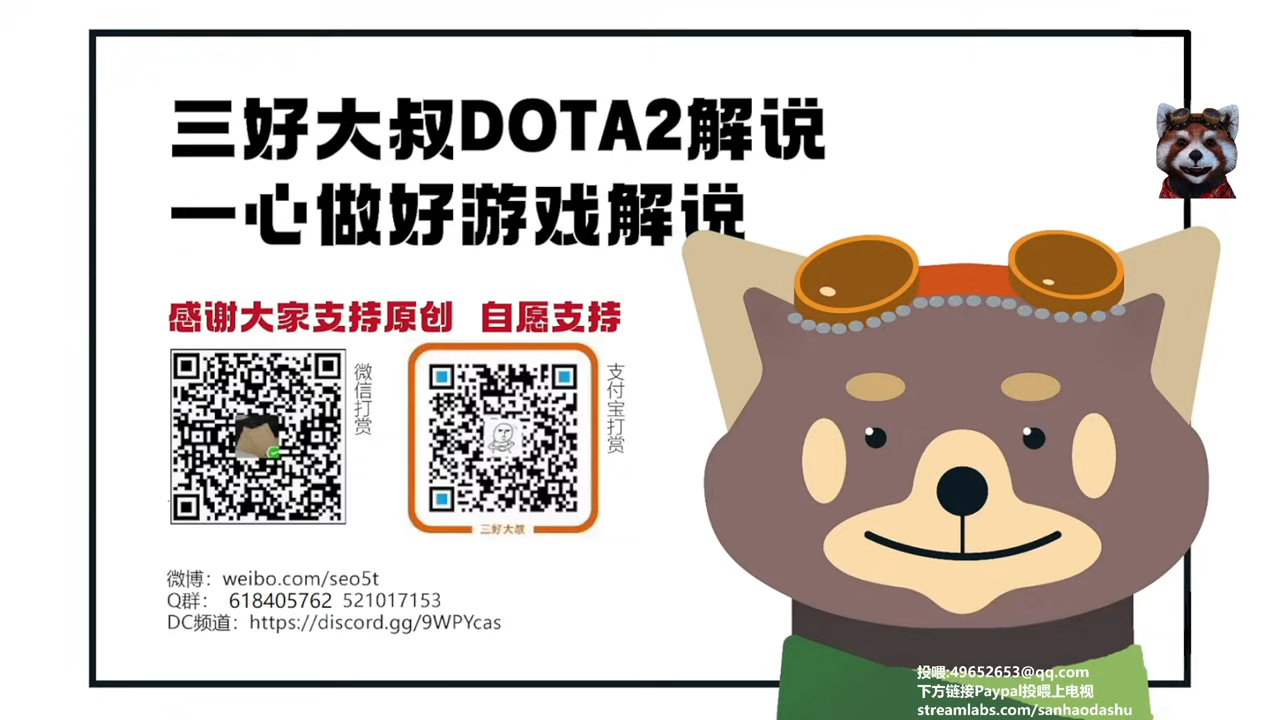 三好大叔DOTA2解说
一心做好游戏解说
感谢大家支持原创 自愿支持
微信打赏
支付宝打赏
三好大叔
微博：weibo.com/seo5t
Q群： 618405762 521017153
DC频道：https://discord.gg/9WPYcas
投喂:49652653@qq.com
下方链接Paypal投喂上电视
streamlabs.com/sanhaodashu